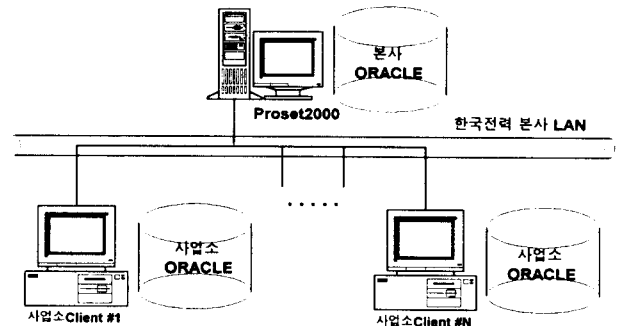 본사
ORACLE
Proset2000
한국전력 본사 LAN
사업소
ORACLE
사업소Client #1
사업소
ORACLE
사업소Client #N